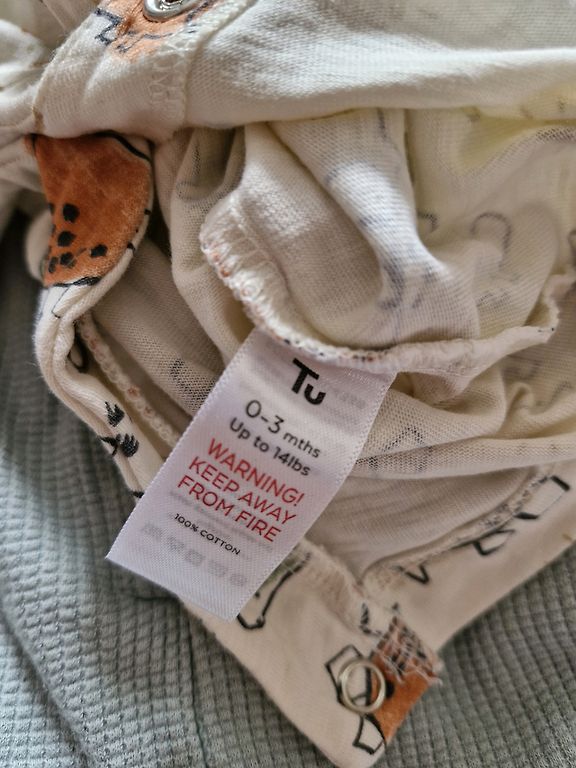 Tu
0-3 mths
Up to 14lbs
WARNING!
KEEP AWAY
FROM FIRE
100% COTTON